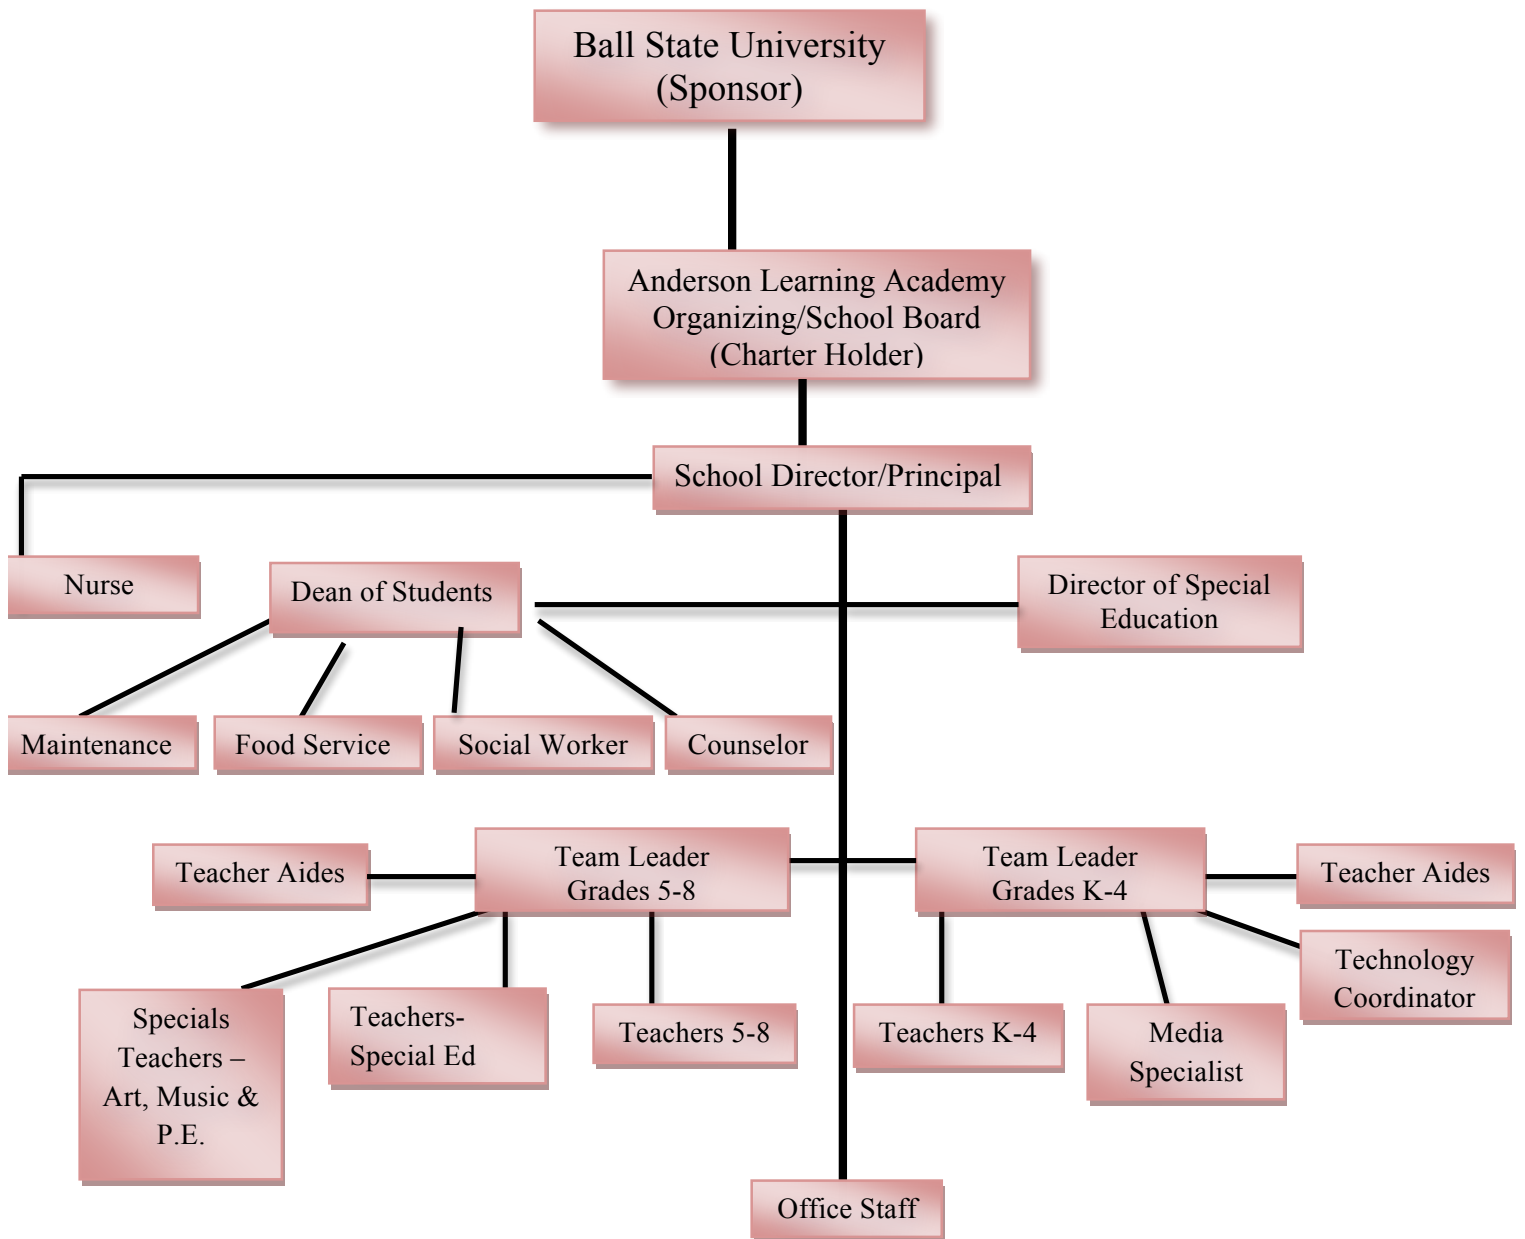 Ball State University
(Sponsor)
Anderson Learning Academy
Organizing/School Board
(Charter Holder)
School Director/Principal
Nurse
Dean of Students
Director of Special
Education
Maintenance
Food Service
Social Worker
Counselor
Teacher Aides
Team Leader
Grades 5-8
Team Leader
Grades K-4
Teacher Aides
Specials
Teachers –
Art, Music &
P.E.
Teachers-
Special Ed
Teachers 5-8
Teachers K-4
Media
Specialist
Technology
Coordinator
Office Staff